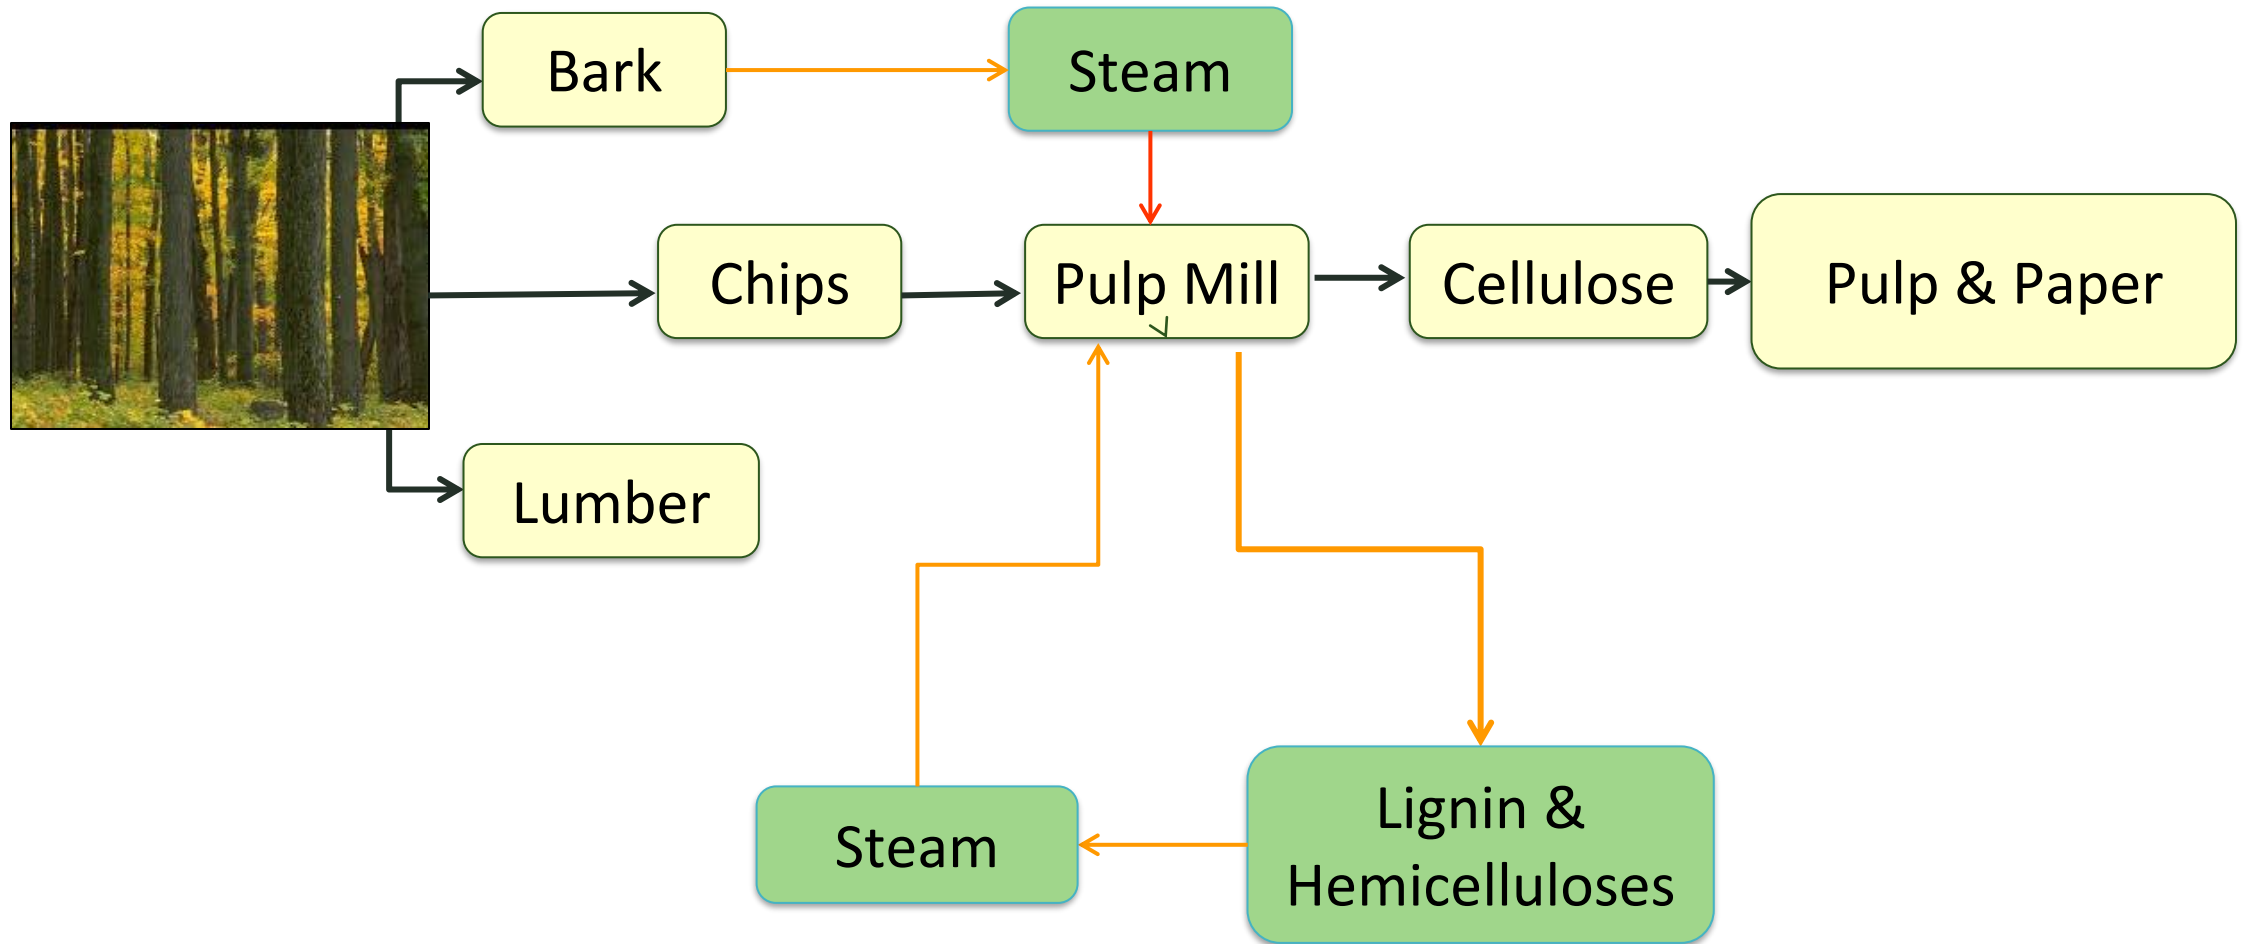 Bark
Steam
Chips
Pulp Mill
Cellulose
Pulp & Paper
Lumber
Steam
Lignin &
Hemicelluloses